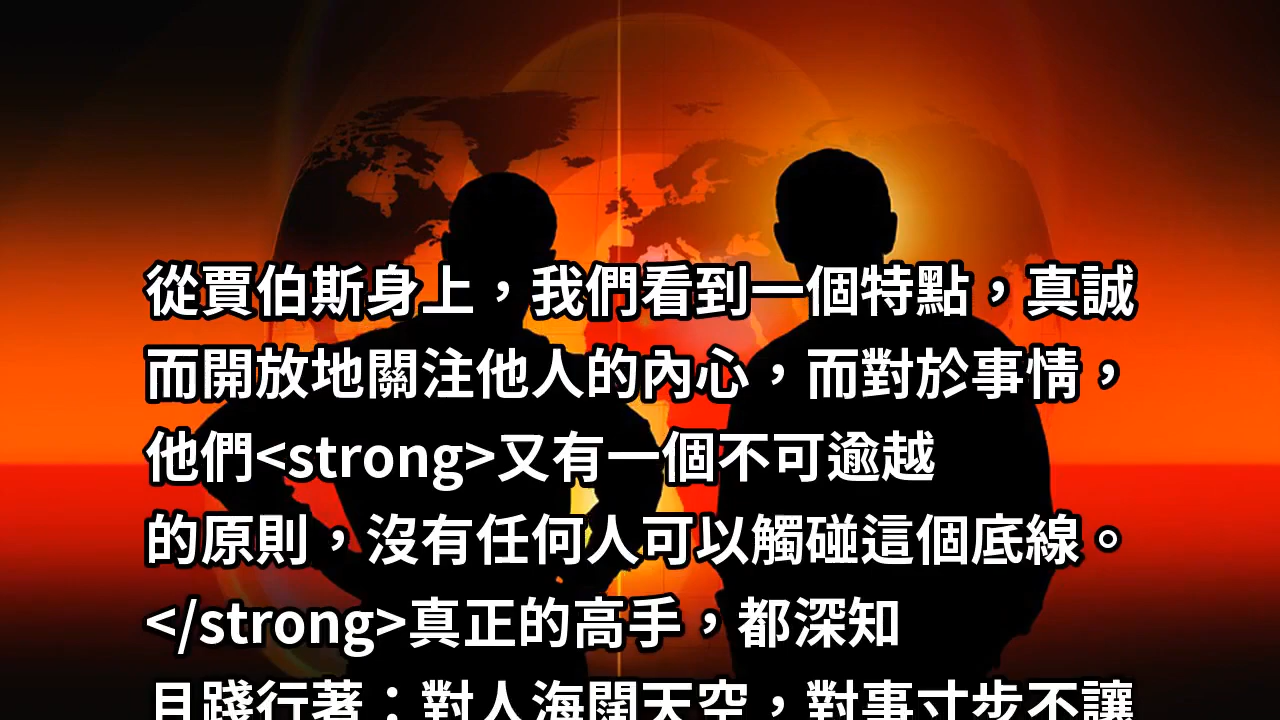 從賈伯斯身上，我們看到一個特點，真誠
而開放地關注他人的內心，而對於事情，
他們<strong>又有一個不可逾越
的原則，沒有任何人可以觸碰這個底線。
</strong>真正的高手，都深知
且踐行著：對人海闊天空，對事寸步不讓